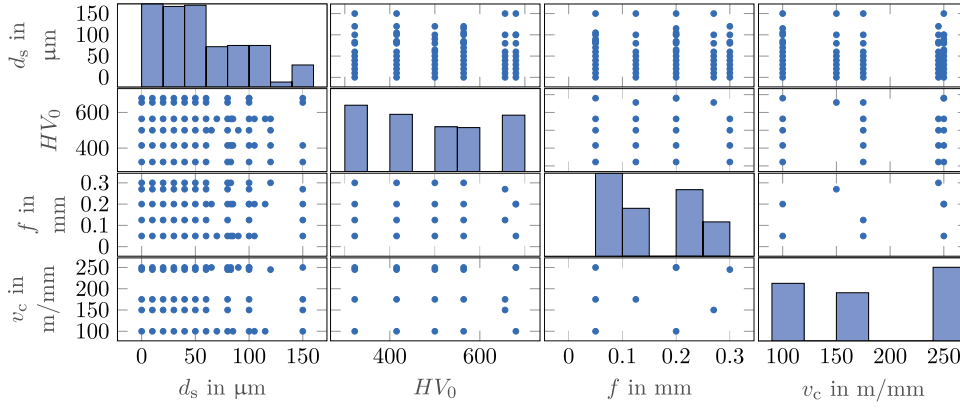 d_s in
μm
150
100
50
0
HV_0
600
400
f in
mm
0.3
0.2
0.1
0
v_c in
m/mm
250
200
150
100
0 50 100 150
400 600
0 0.1 0.2 0.3
100 150 200 250
d_s in μm
HV_0
f in mm
v_c in m/mm